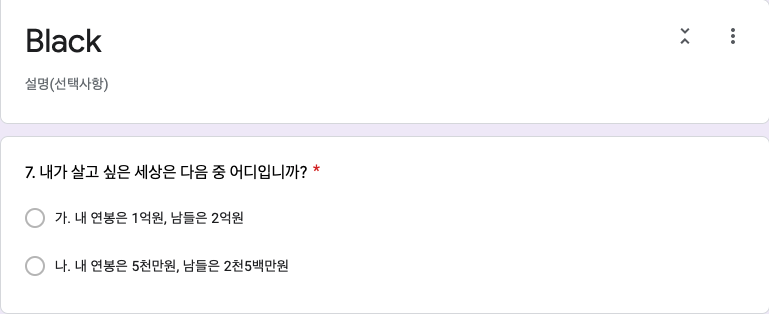 Black
설명(선택사항)
7. 내가 살고 싶은 세상은 다음 중 어디입니까? *
가. 내 연봉은 1억원, 남들은 2억원
나. 내 연봉은 5천만원, 남들은 2천5백만원